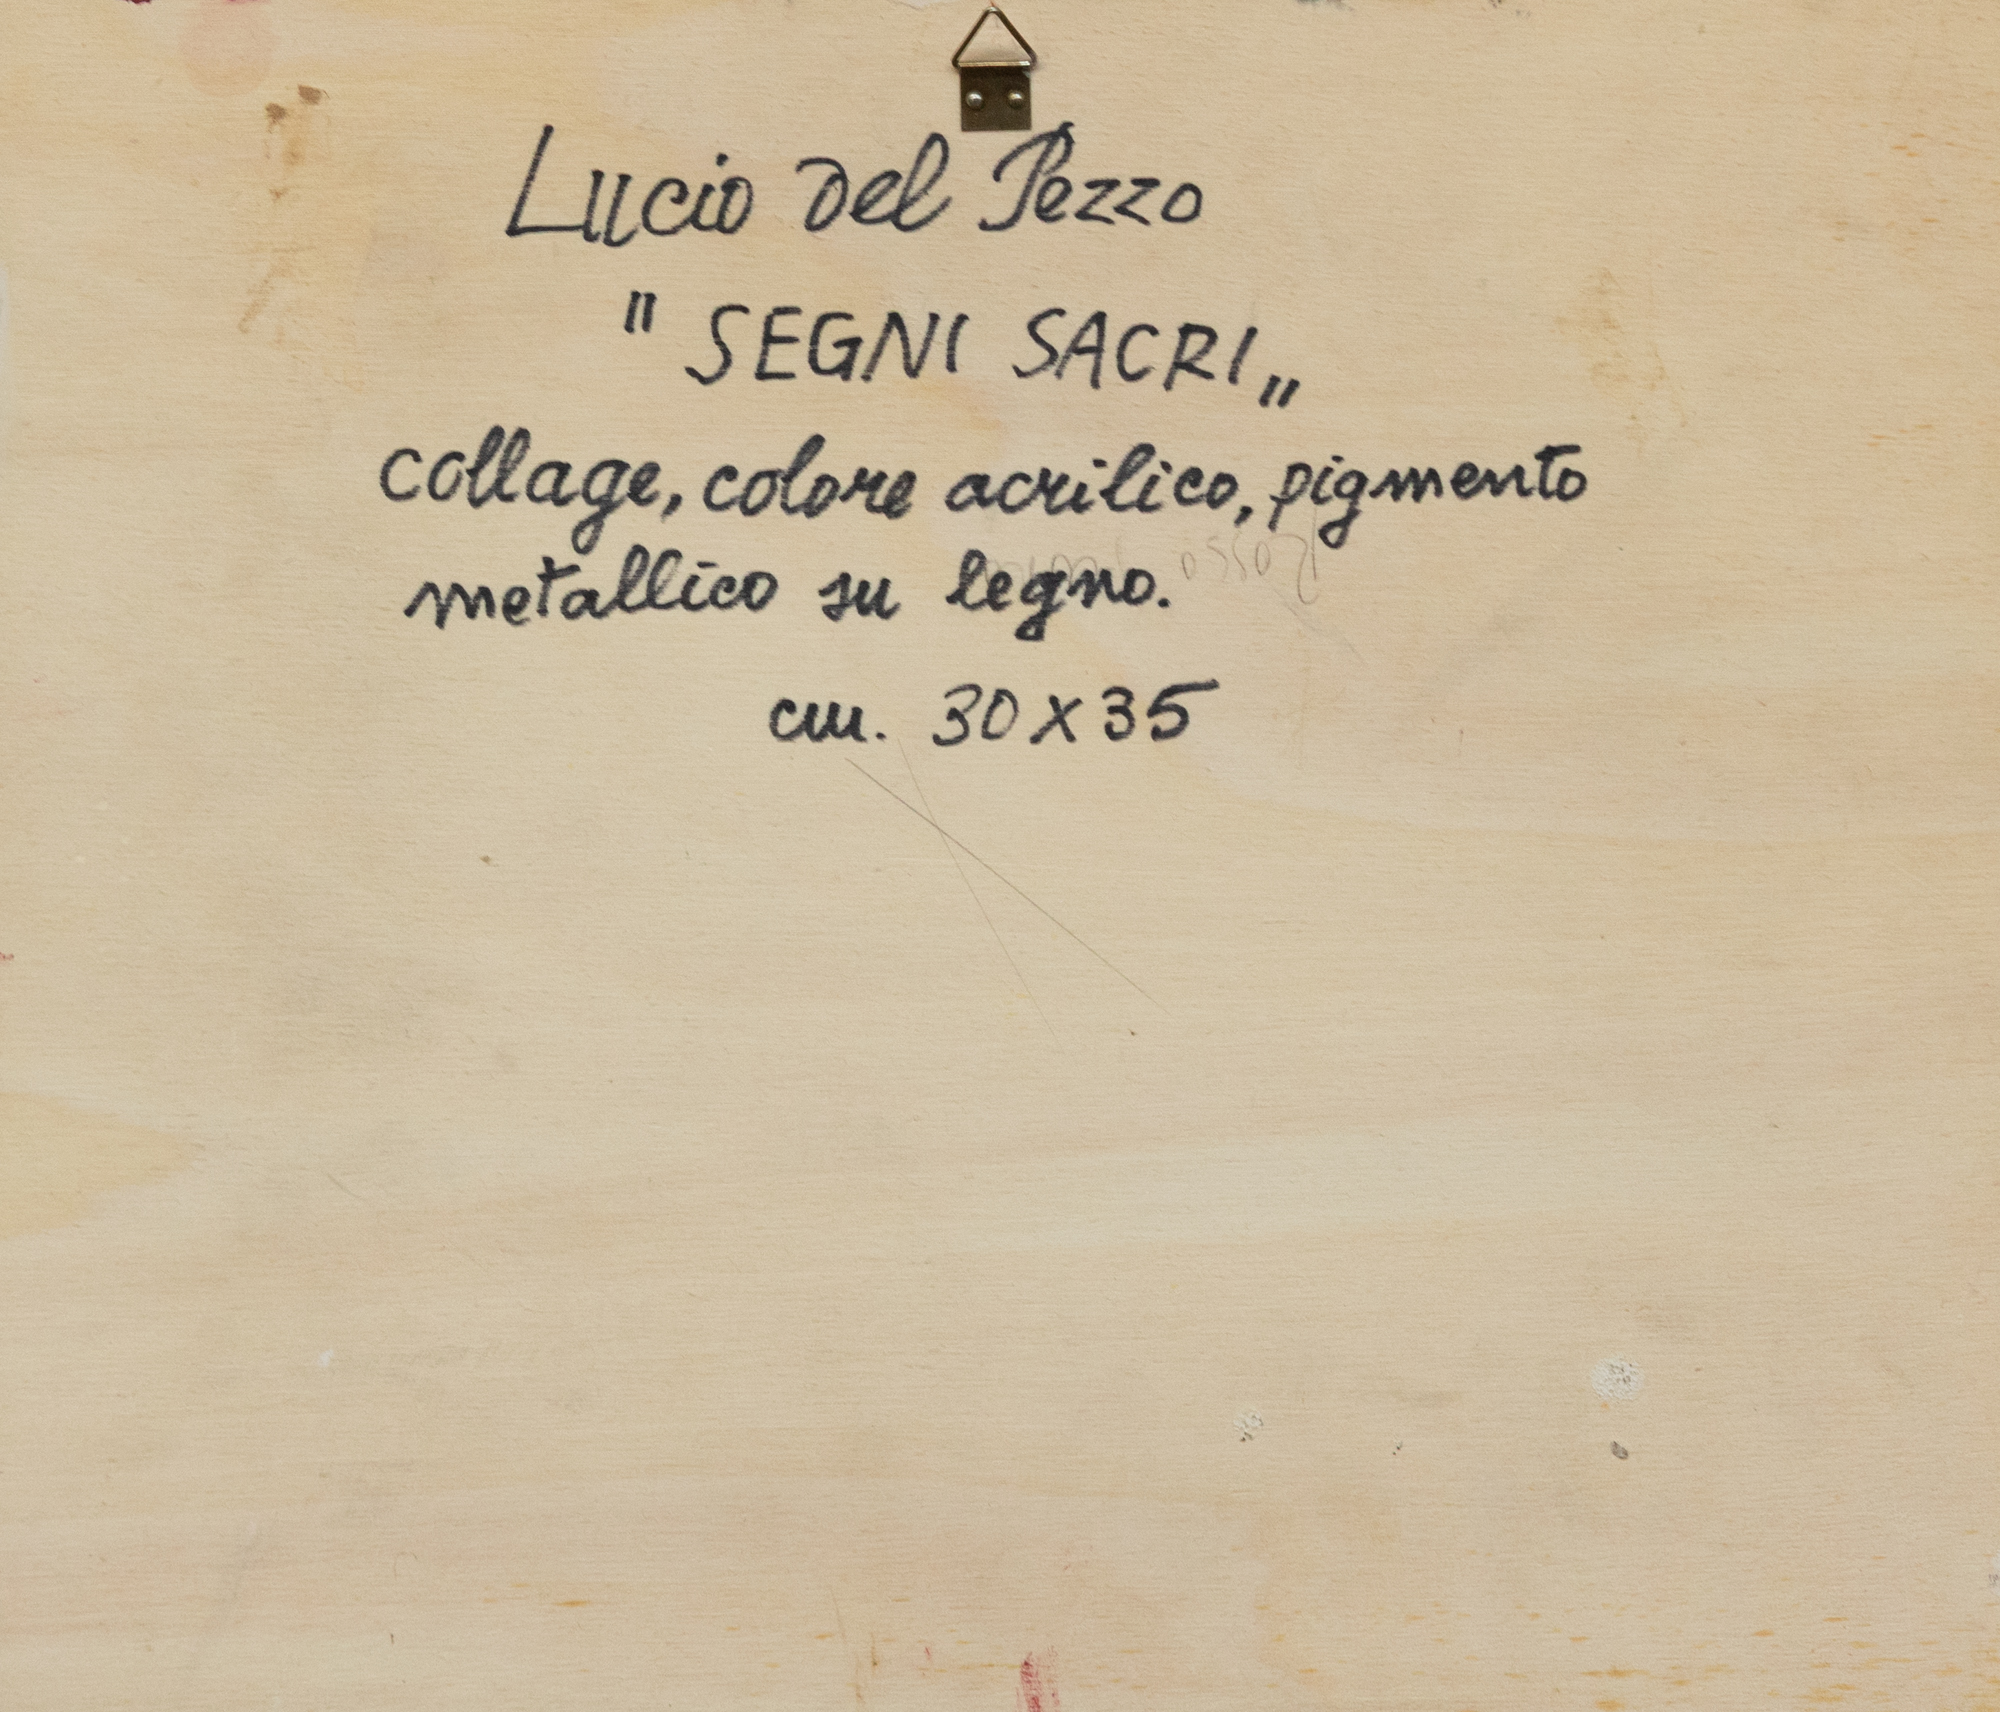 Lucio del Pezzo
" SEGNI SACRI „
collage, colore acrilico, pigmento
metallico su legno.
cm. 30 x 35